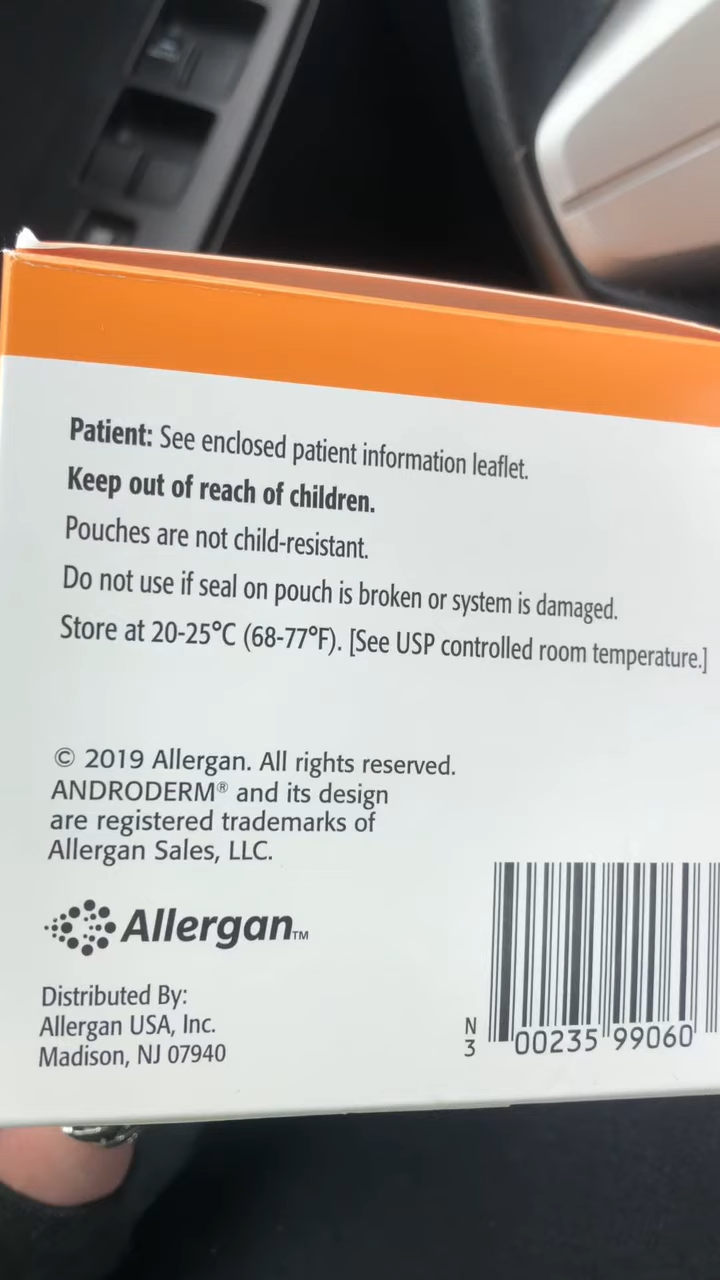 Patient: See enclosed patient information leaflet.
Keep out of reach of children.
Pouches are not child-resistant.
Do not use if seal on pouch is broken or system is damaged.
Store at 20-25°C (68-77°F). [See USP controlled room temperature.]
© 2019 Allergan. All rights reserved.
ANDRODERM® and its design
are registered trademarks of
Allergan Sales, LLC.
Allergan™
Distributed By:
Allergan USA, Inc.
Madison, NJ 07940
N
3
00235 99060